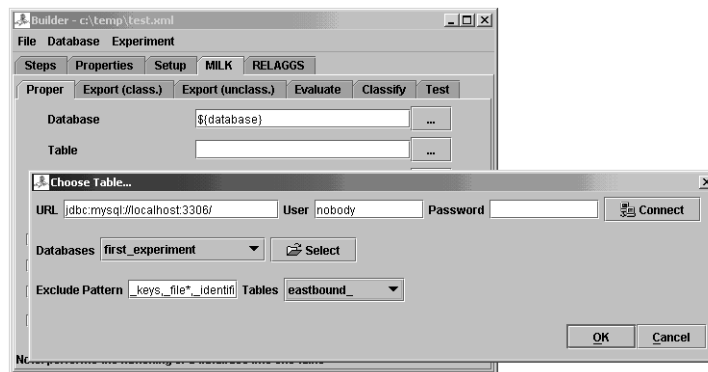 Builder - c:\temp\test.xml
File Database Experiment
Steps Properties Setup MILK RELAGGS
Proper Export (class.) Export (unclass.) Evaluate Classify Test
Database ${database} ...
Table ...
Choose Table...
URL jdbc:mysql://localhost:3306/ User nobody Password Connect
Databases first_experiment Select
Exclude Pattern _keys,_file*,_identifi Tables eastbound_
OK Cancel